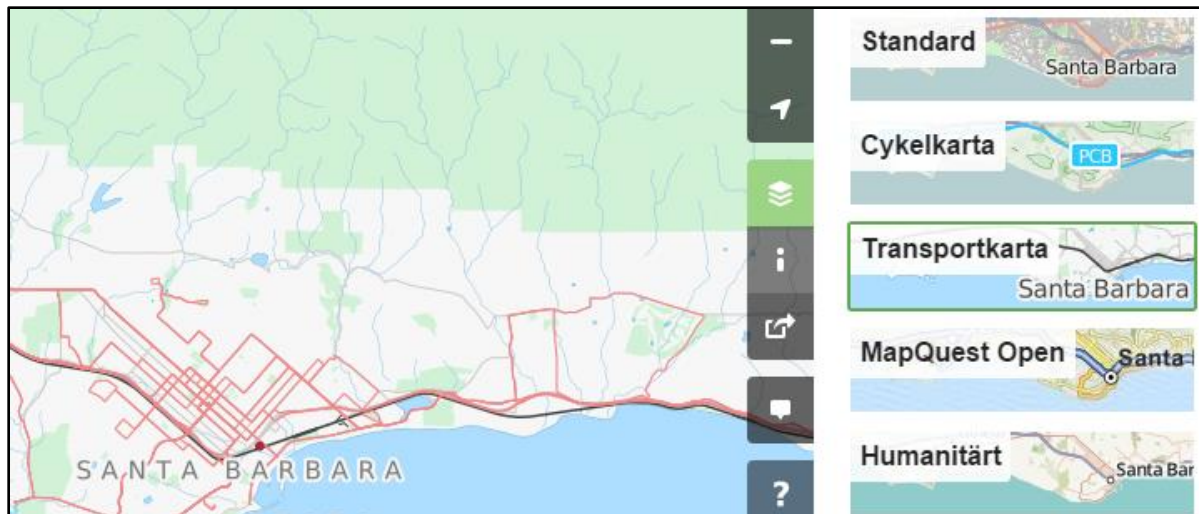 SANTA BARBARA
?
Standard
Santa Barbara
Cykelkarta
PCB
Transportkarta
Santa Barbara
MapQuest Open
Santa
Humanitärt
Santa Bar